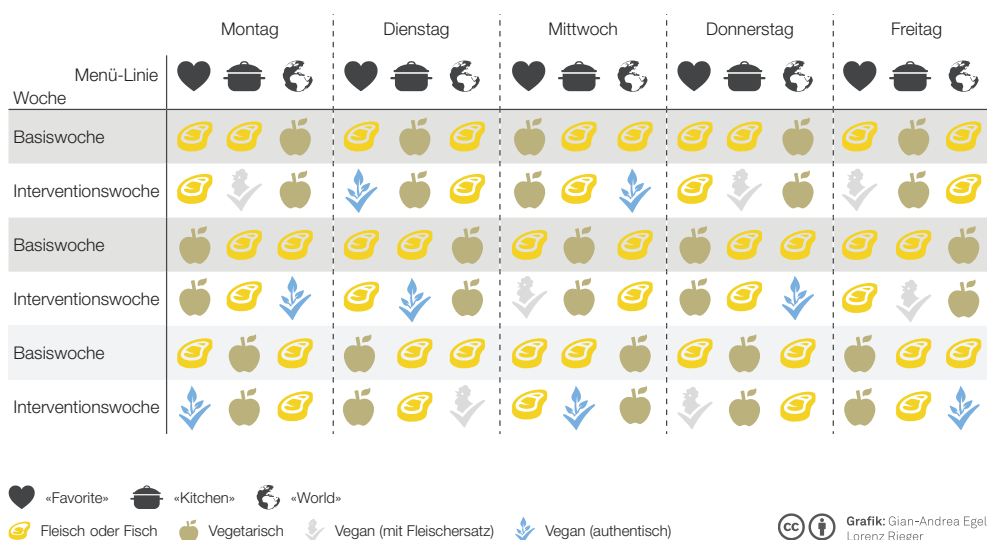 Montag Dienstag Mittwoch Donnerstag Freitag
Menü-Linie
Woche
Basiswoche
Interventionswoche
Basiswoche
Interventionswoche
Basiswoche
Interventionswoche
«Favorite» «Kitchen» «World»
Fleisch oder Fisch Vegetarisch Vegan (mit Fleischersatz) Vegan (authentisch)
cc Grafik: Gian-Andrea Egel
Lorenz Rieger